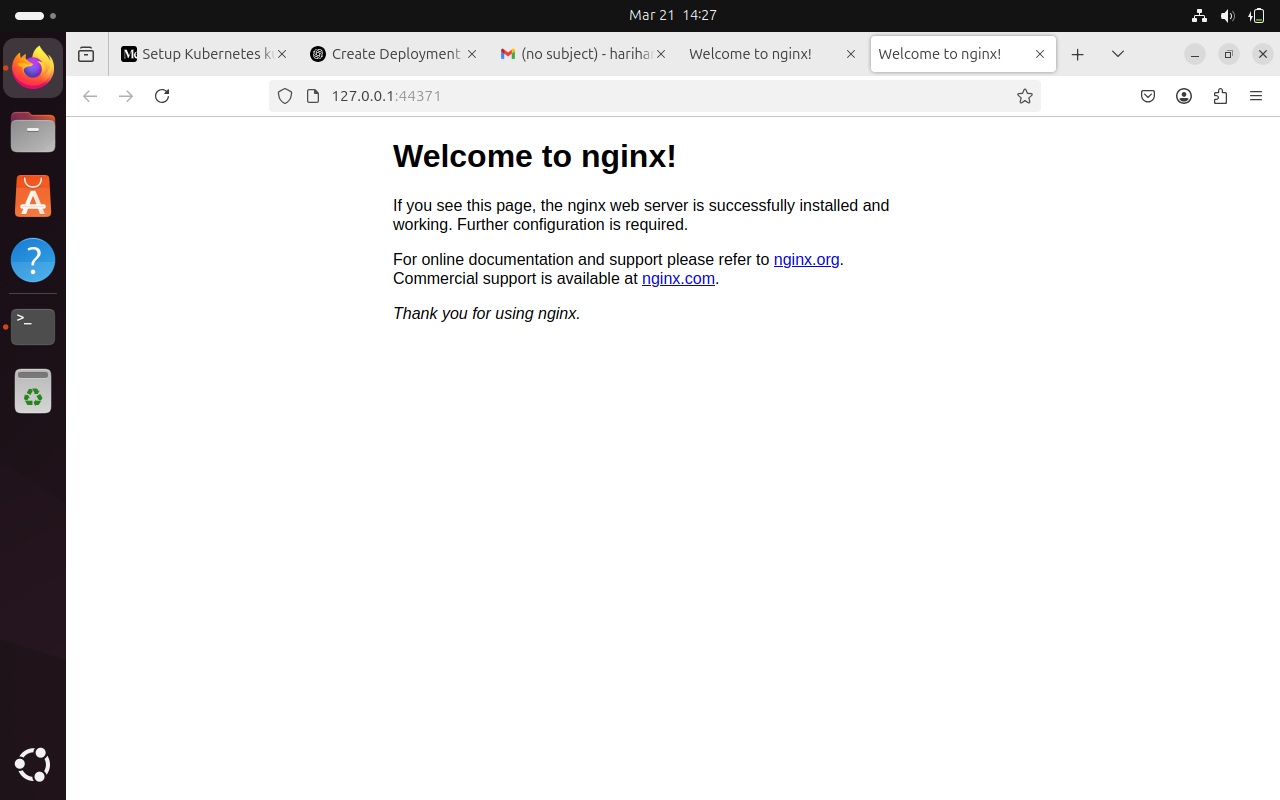 Mar 21 14:27
Setup Kubernetes k
Create Deployment
(no subject) - hariha
Welcome to nginx!
Welcome to nginx!
127.0.0.1:44371
Welcome to nginx!
If you see this page, the nginx web server is successfully installed and
working. Further configuration is required.
For online documentation and support please refer to nginx.org.
Commercial support is available at nginx.com.
Thank you for using nginx.